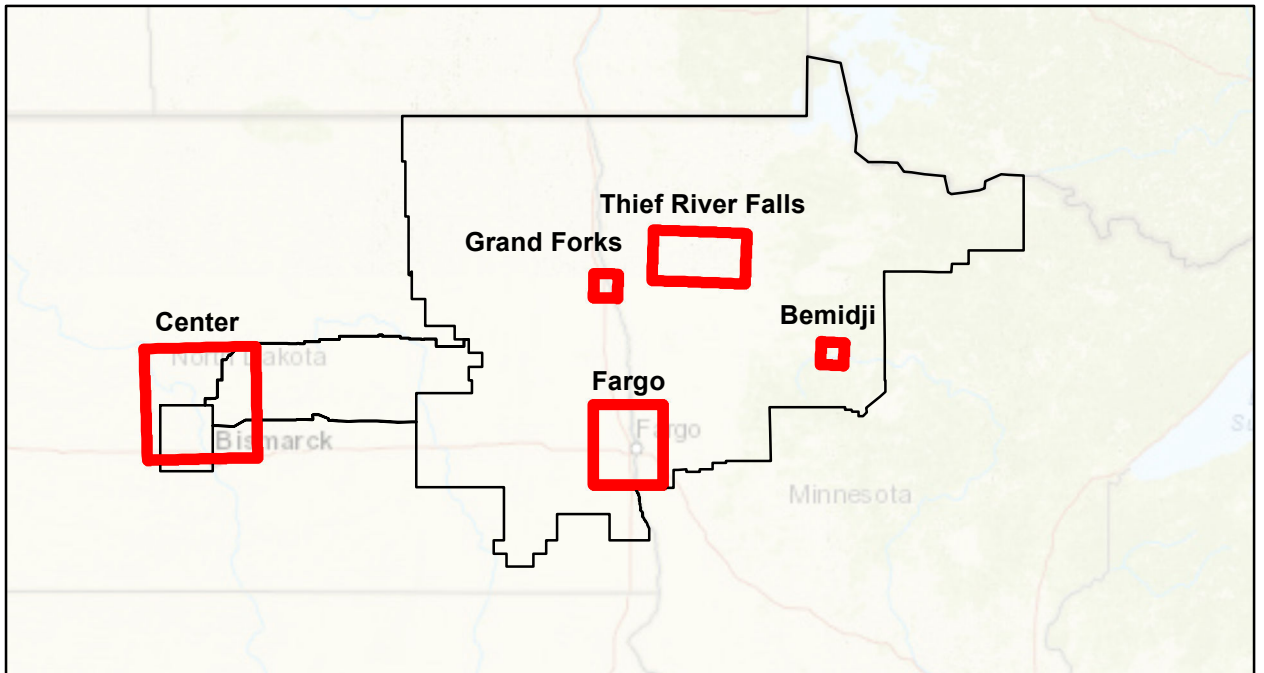 Thief River Falls
Grand Forks
Bemidji
Center
North Dakota
Fargo
Fargo
Bismarck
Minnesota